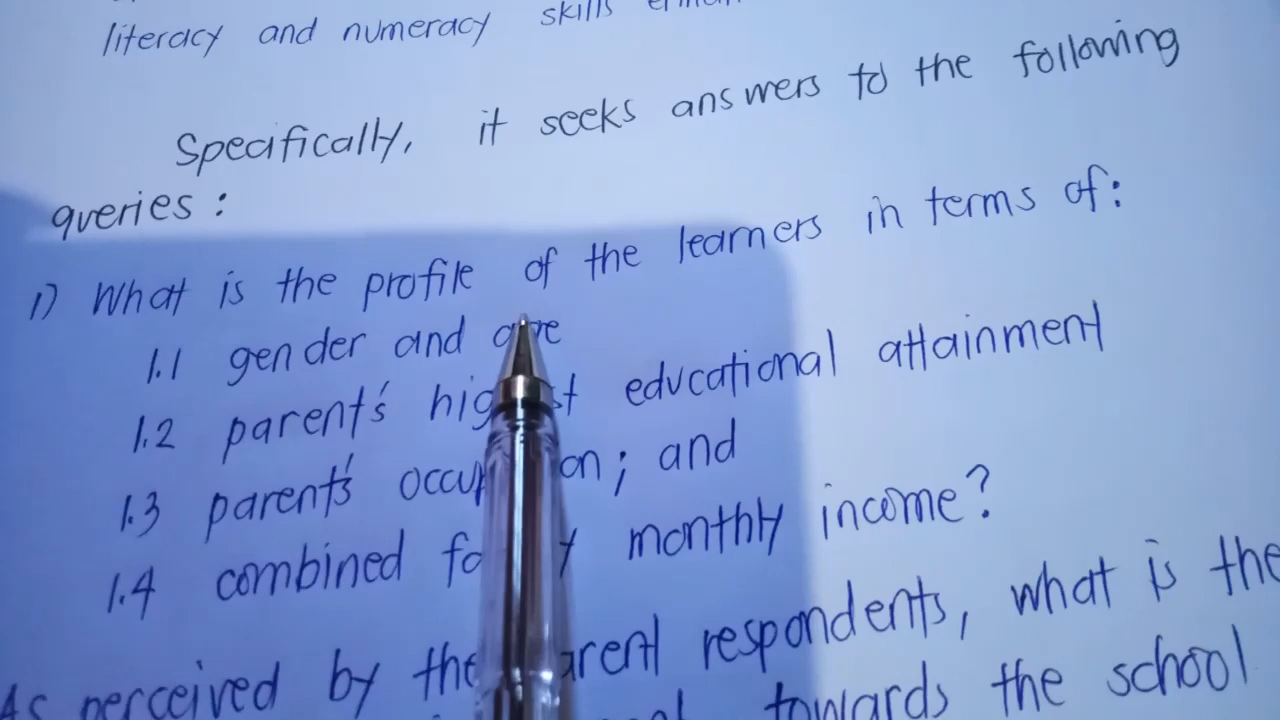 literacy and numeracy skills
Specifically, it seeks answers to the following
queries :
1) What is the profile of the learners in terms of:
1.1 gender and
1.2 parent's educational attainment
1.3 parent's ; and
1.4 combined monthly income?
As perceived by the respondents, what is the
towards the school